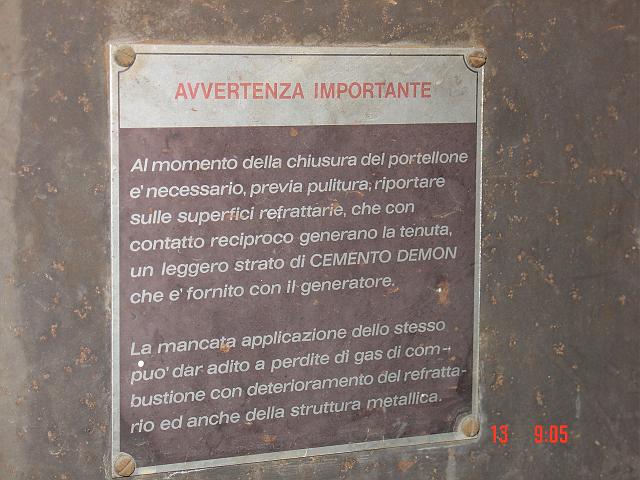 AVVERTENZA IMPORTANTE
Al momento della chiusura del portellone
e' necessario, previa pulitura, riportare
sulle superfici refrattarie, che con
contatto reciproco generano la tenuta,
un leggero strato di CEMENTO DEMON
che e' fornito con il generatore.
La mancata applicazione dello stesso
puo' dar adito a perdite di gas di com-
bustione con deterioramento del refratta-
rio ed anche della struttura metallica.
13 9:05